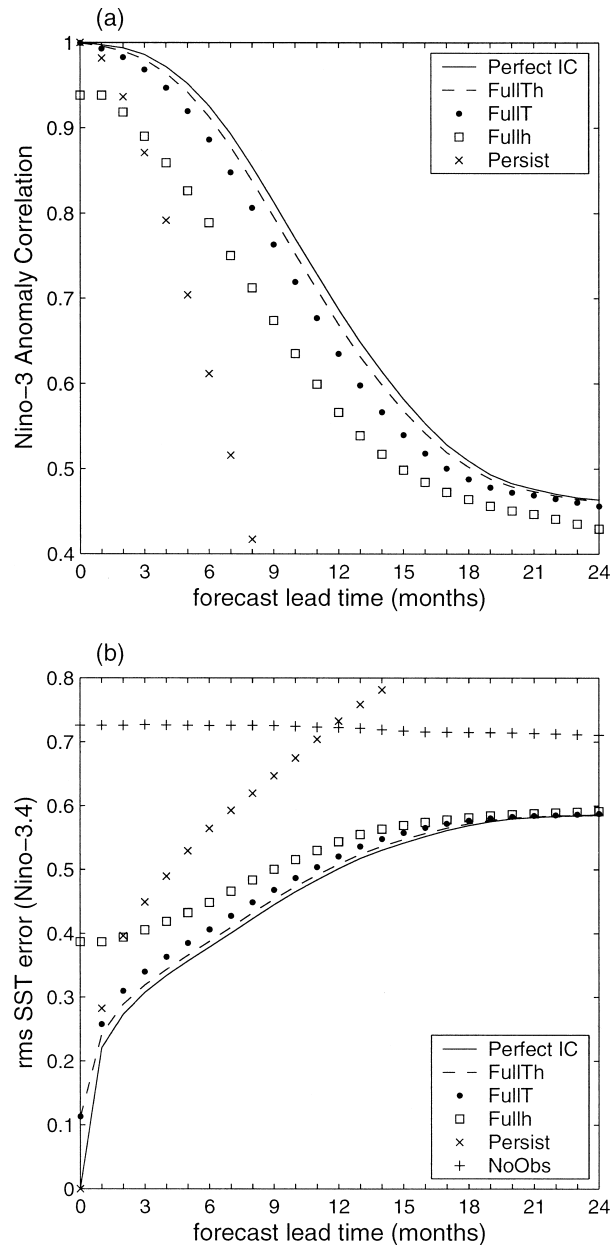 (a)
Nino-3 Anomaly Correlation
1
0.9
0.8
0.7
0.6
0.5
0.4
Perfect IC
FullTh
FullT
Fullh
Persist
0 3 6 9 12 15 18 21 24
forecast lead time (months)
(b)
rms SST error (Nino-3.4)
0.8
0.7
0.6
0.5
0.4
0.3
0.2
0.1
0
Perfect IC
FullTh
FullT
Fullh
Persist
NoObs
0 3 6 9 12 15 18 21 24
forecast lead time (months)